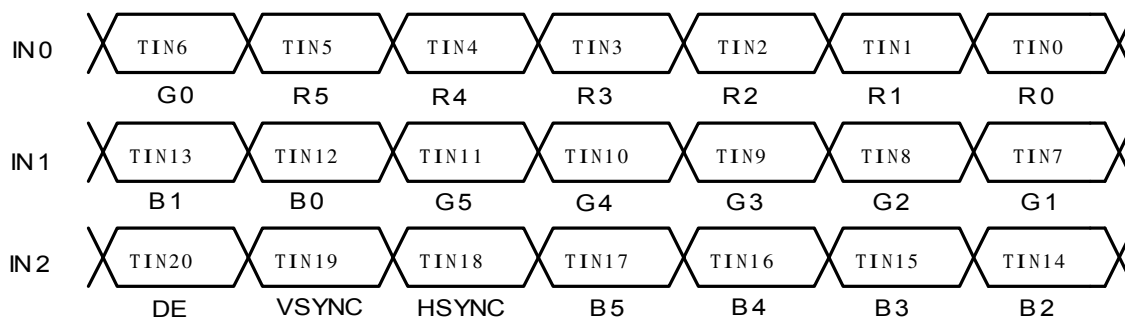 IN0 TIN6 TIN5 TIN4 TIN3 TIN2 TIN1 TIN0
G0 R5 R4 R3 R2 R1 R0
IN1 TIN13 TIN12 TIN11 TIN10 TIN9 TIN8 TIN7
B1 B0 G5 G4 G3 G2 G1
IN2 TIN20 TIN19 TIN18 TIN17 TIN16 TIN15 TIN14
DE VSYNC HSYNC B5 B4 B3 B2